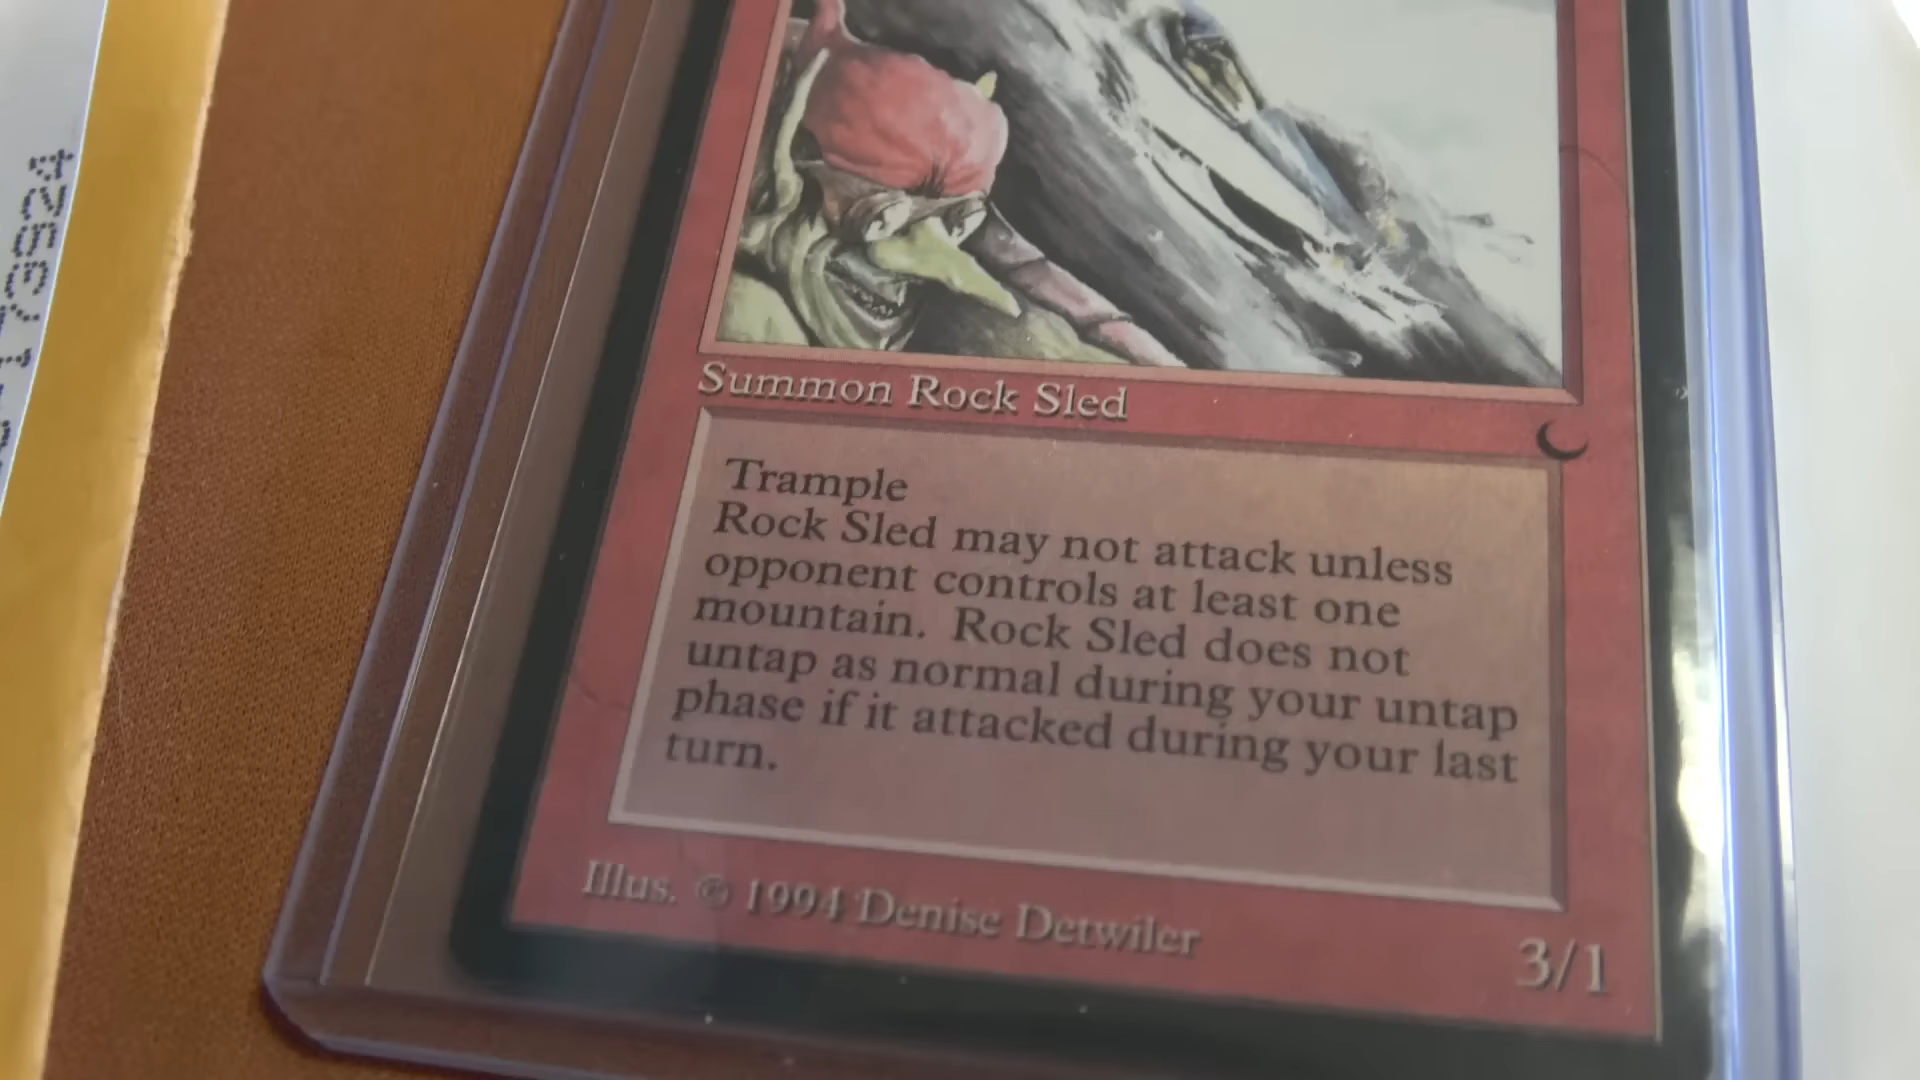 Summon Rock Sled
Trample
Rock Sled may not attack unless
opponent controls at least one
mountain. Rock Sled does not
untap as normal during your untap
phase if it attacked during your last
turn.
Illus. © 1994 Denise Detwiler
3/1